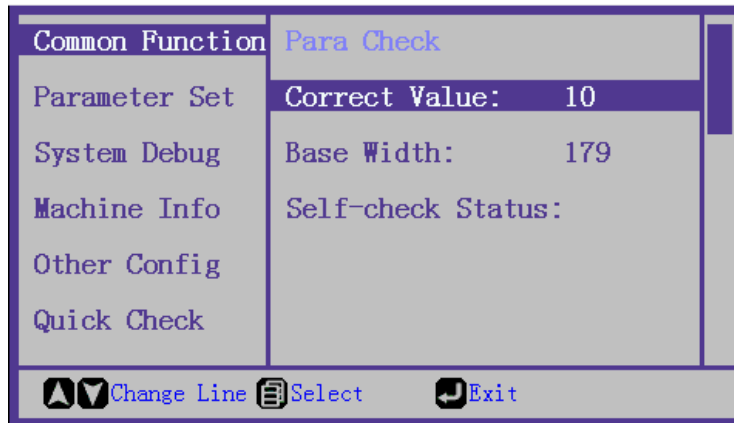 Common Function
Parameter Set
System Debug
Machine Info
Other Config
Quick Check
Para Check
Correct Value: 10
Base Width: 179
Self-check Status:
Change Line Select Exit